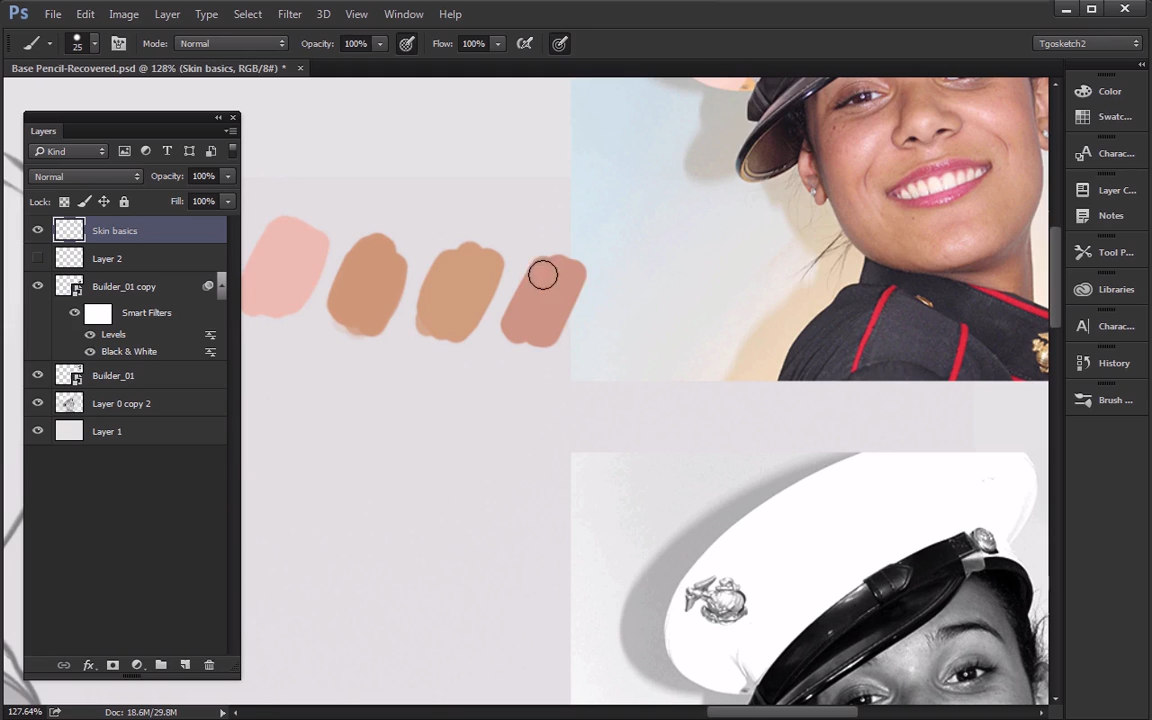 Ps File Edit Image Layer Type Select Filter 3D View Window Help
25 Mode: Normal Opacity: 100% Flow: 100% Tgosketch2
Base Pencil-Recovered.psd @ 128% (Skin basics, RGB/8#) * ×
Layers
Kind
Normal Opacity: 100%
Lock: Fill: 100%
Skin basics
Layer 2
Builder_01 copy
Smart Filters
Levels
Black & White
Builder_01
Layer 0 copy 2
Layer 1
fx
Color
Swatc...
Charac...
Layer C...
Notes
Tool P...
Libraries
Charac...
History
Brush ...
127.64% Doc: 18.6M/29.8M